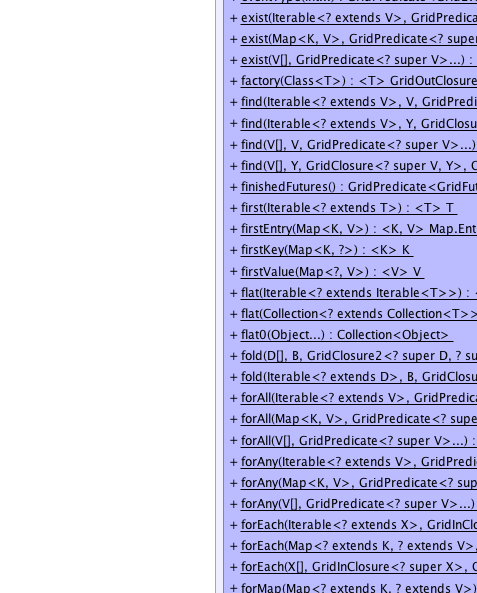 + exist(Iterable<? extends V>, GridPredica
+ exist(Map<K, V>, GridPredicate<? super
+ exist(V[], GridPredicate<? super V>...) :
+ factory(Class<T>) : <T> GridOutClosure
+ find(Iterable<? extends V>, V, GridPredi
+ find(Iterable<? extends V>, Y, GridClosu
+ find(V[], V, GridPredicate<? super V>...)
+ find(V[], Y, GridClosure<? super V, Y>, G
+ finishedFutures() : GridPredicate<GridFut
+ first(Iterable<? extends T>) : <T> T
+ firstEntry(Map<K, V>) : <K, V> Map.Ent
+ firstKey(Map<K, ?>) : <K> K
+ firstValue(Map<?, V>) : <V> V
+ flat(Iterable<? extends Iterable<T>>) : <
+ flat(Collection<? extends Collection<T>>
+ flat0(Object...) : Collection<Object>
+ fold(D[], B, GridClosure2<? super D, ? su
+ fold(Iterable<? extends D>, B, GridClosu
+ forAll(Iterable<? extends V>, GridPredica
+ forAll(Map<K, V>, GridPredicate<? supe
+ forAll(V[], GridPredicate<? super V>...) :
+ forAny(Iterable<? extends V>, GridPredi
+ forAny(Map<K, V>, GridPredicate<? sup
+ forAny(V[], GridPredicate<? super V>...)
+ forEach(Iterable<? extends X>, GridInClo
+ forEach(Map<? extends K, ? extends V>,
+ forEach(X[], GridInClosure<? super X>, G
+ forMap(Map<? extends K, ? extends V>)